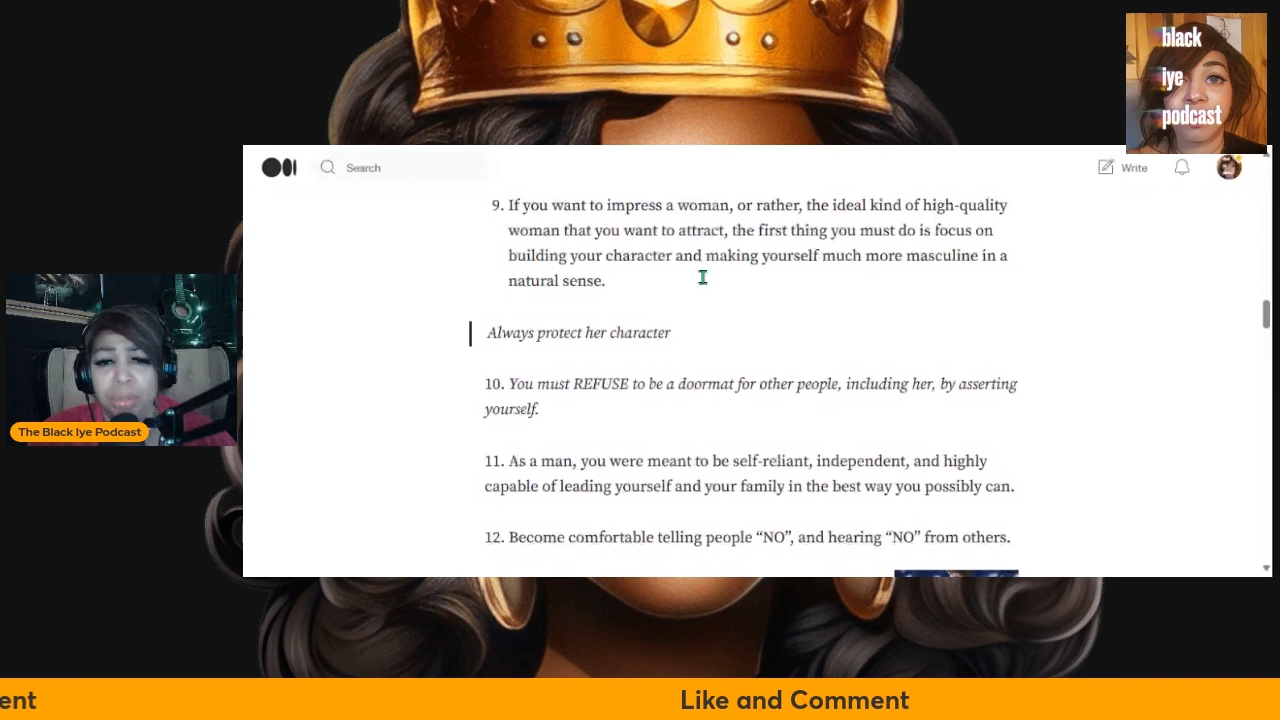 black
iye
podcast
Search
Write
9. If you want to impress a woman, or rather, the ideal kind of high-quality
woman that you want to attract, the first thing you must do is focus on
building your character and making yourself much more masculine in a
natural sense.
Always protect her character
10. You must REFUSE to be a doormat for other people, including her, by asserting
yourself.
11. As a man, you were meant to be self-reliant, independent, and highly
capable of leading yourself and your family in the best way you possibly can.
12. Become comfortable telling people “NO”, and hearing “NO” from others.
The Black Iye Podcast
ent
Like and Comment